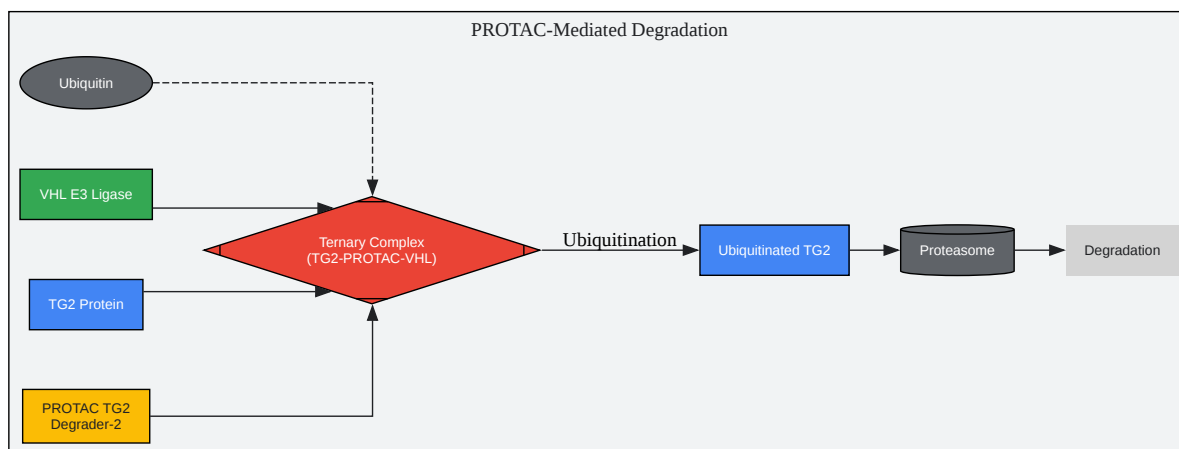 PROTAC-Mediated Degradation
Ubiquitin
VHL E3 Ligase
TG2 Protein
PROTAC TG2
Degrader-2
Ternary Complex
(TG2-PROTAC-VHL)
Ubiquitination
Ubiquitinated TG2
Proteasome
Degradation